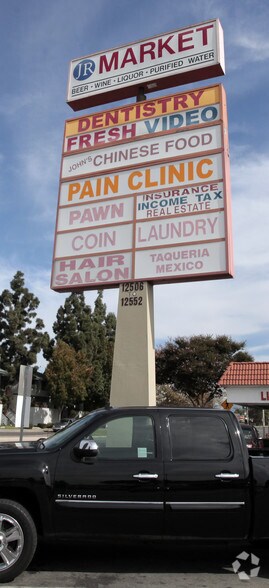 JR MARKET
BEER · WINE · LIQUOR · PURIFIED WATER
DENTISTRY
FRESH VIDEO
JOHN'S CHINESE FOOD
PAIN CLINIC
PAWN
INSURANCE
INCOME TAX
REAL ESTATE
COIN LAUNDRY
HAIR
SALON
TAQUERIA
MEXICO
12506
TO
12552
SILVERADO